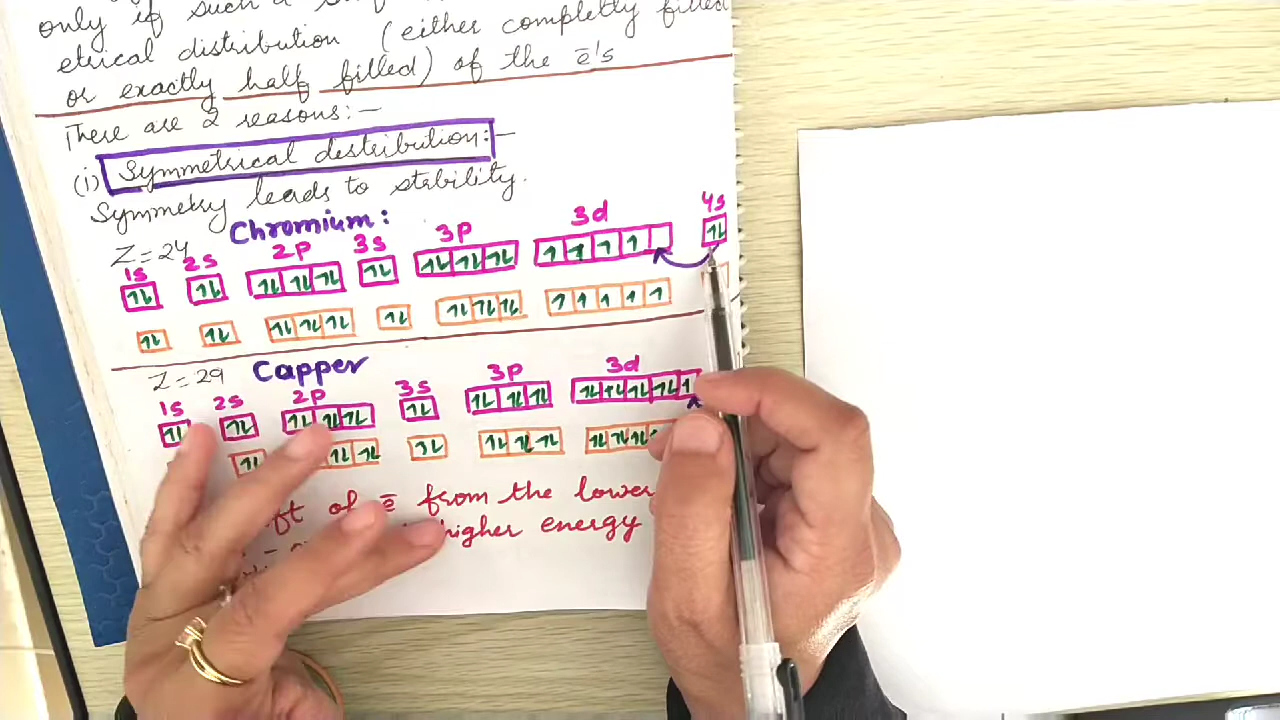 only if such a
etrical distribution (either completly filled
or exactly half filled) of the ē's
There are 2 reasons:-
(i) Symmetrical distribution:-
Symmetry leads to stability.
Z=24 Chromium:
1s 2s 2p 3s 3p 3d 4s
Z=29 Capper
1s 2s 2p 3s 3p 3d
of ē from the lower
higher energy